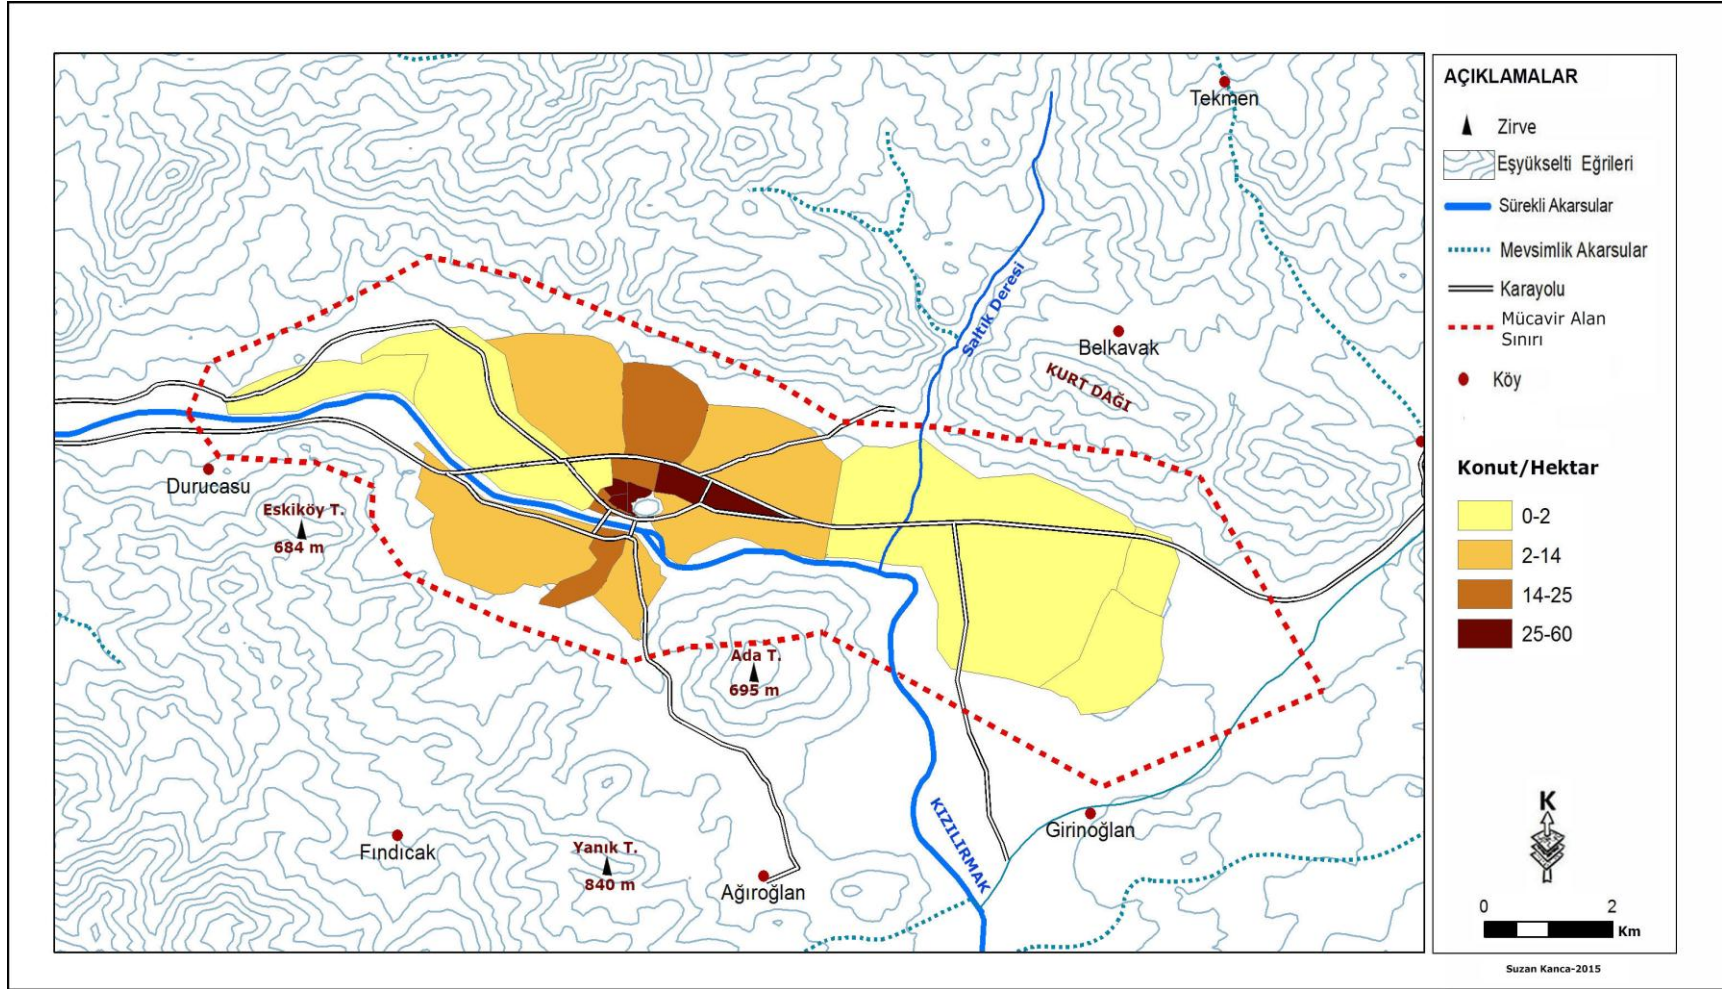 Tekmen
Saltık Deresi
Belkavak
KURT DAĞI
Durucasu
Eskiköy T.
684 m
Ada T.
695 m
KIZILIRMAK
Girinoğlan
Fındıcak
Yanık T.
840 m
Ağıroğlan
AÇIKLAMALAR
Zirve
Eşyükselti Eğrileri
Sürekli Akarsular
Mevsimlik Akarsular
Karayolu
Mücavir Alan
Sınırı
Köy
Konut/Hektar
0-2
2-14
14-25
25-60
K
0 2
Km
Suzan Kanca-2015